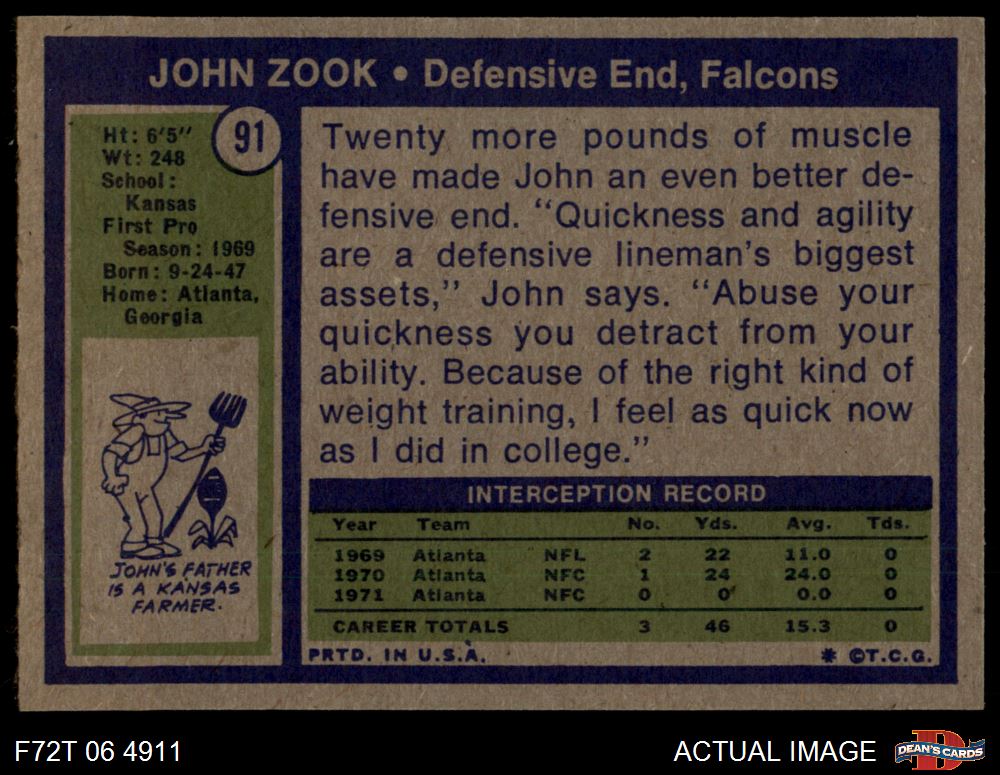 JOHN ZOOK • Defensive End, Falcons
91
Ht: 6'5"
Wt: 248
School:
Kansas
First Pro
Season: 1969
Born: 9-24-47
Home: Atlanta,
Georgia
JOHN'S FATHER
IS A KANSAS
FARMER.
Twenty more pounds of muscle
have made John an even better de-
fensive end. "Quickness and agility
are a defensive lineman's biggest
assets," John says. "Abuse your
quickness you detract from your
ability. Because of the right kind of
weight training, I feel as quick now
as I did in college."
INTERCEPTION RECORD
Year Team No. Yds. Avg. Tds.
1969 Atlanta NFL 2 22 11.0 0
1970 Atlanta NFC 1 24 24.0 0
1971 Atlanta NFC 0 0 0.0 0
CAREER TOTALS 3 46 15.3 0
PRTD. IN U.S.A. * ©T.C.G.
F72T 06 4911 ACTUAL IMAGE DEAN'S CARDS